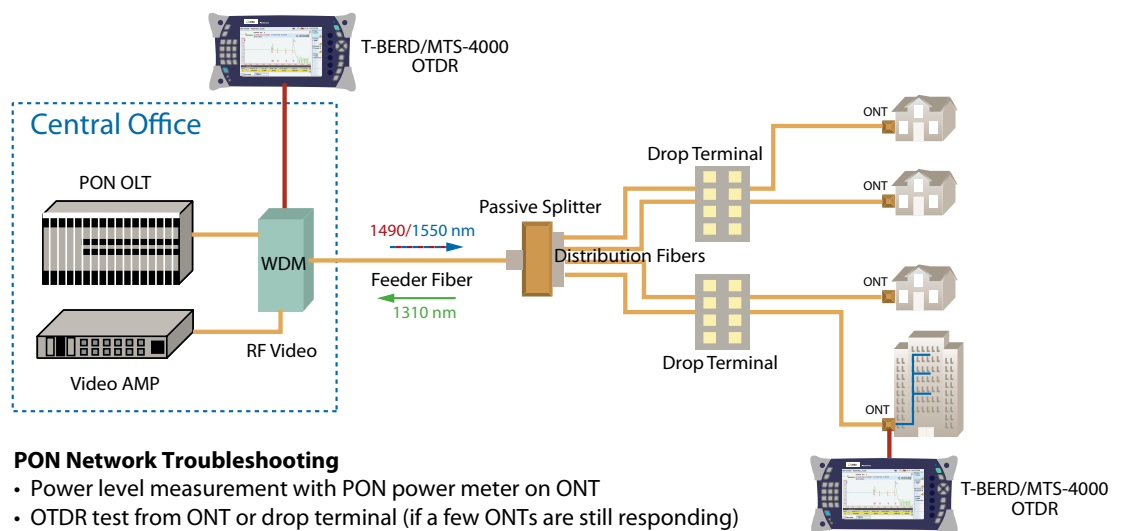 T-BERD/MTS-4000
OTDR
Central Office
PON OLT
WDM
RF Video
Video AMP
1490/1550 nm
Feeder Fiber
1310 nm
Passive Splitter
Distribution Fibers
Drop Terminal
Drop Terminal
ONT
ONT
ONT
ONT
T-BERD/MTS-4000
OTDR
PON Network Troubleshooting
• Power level measurement with PON power meter on ONT
• OTDR test from ONT or drop terminal (if a few ONTs are still responding)